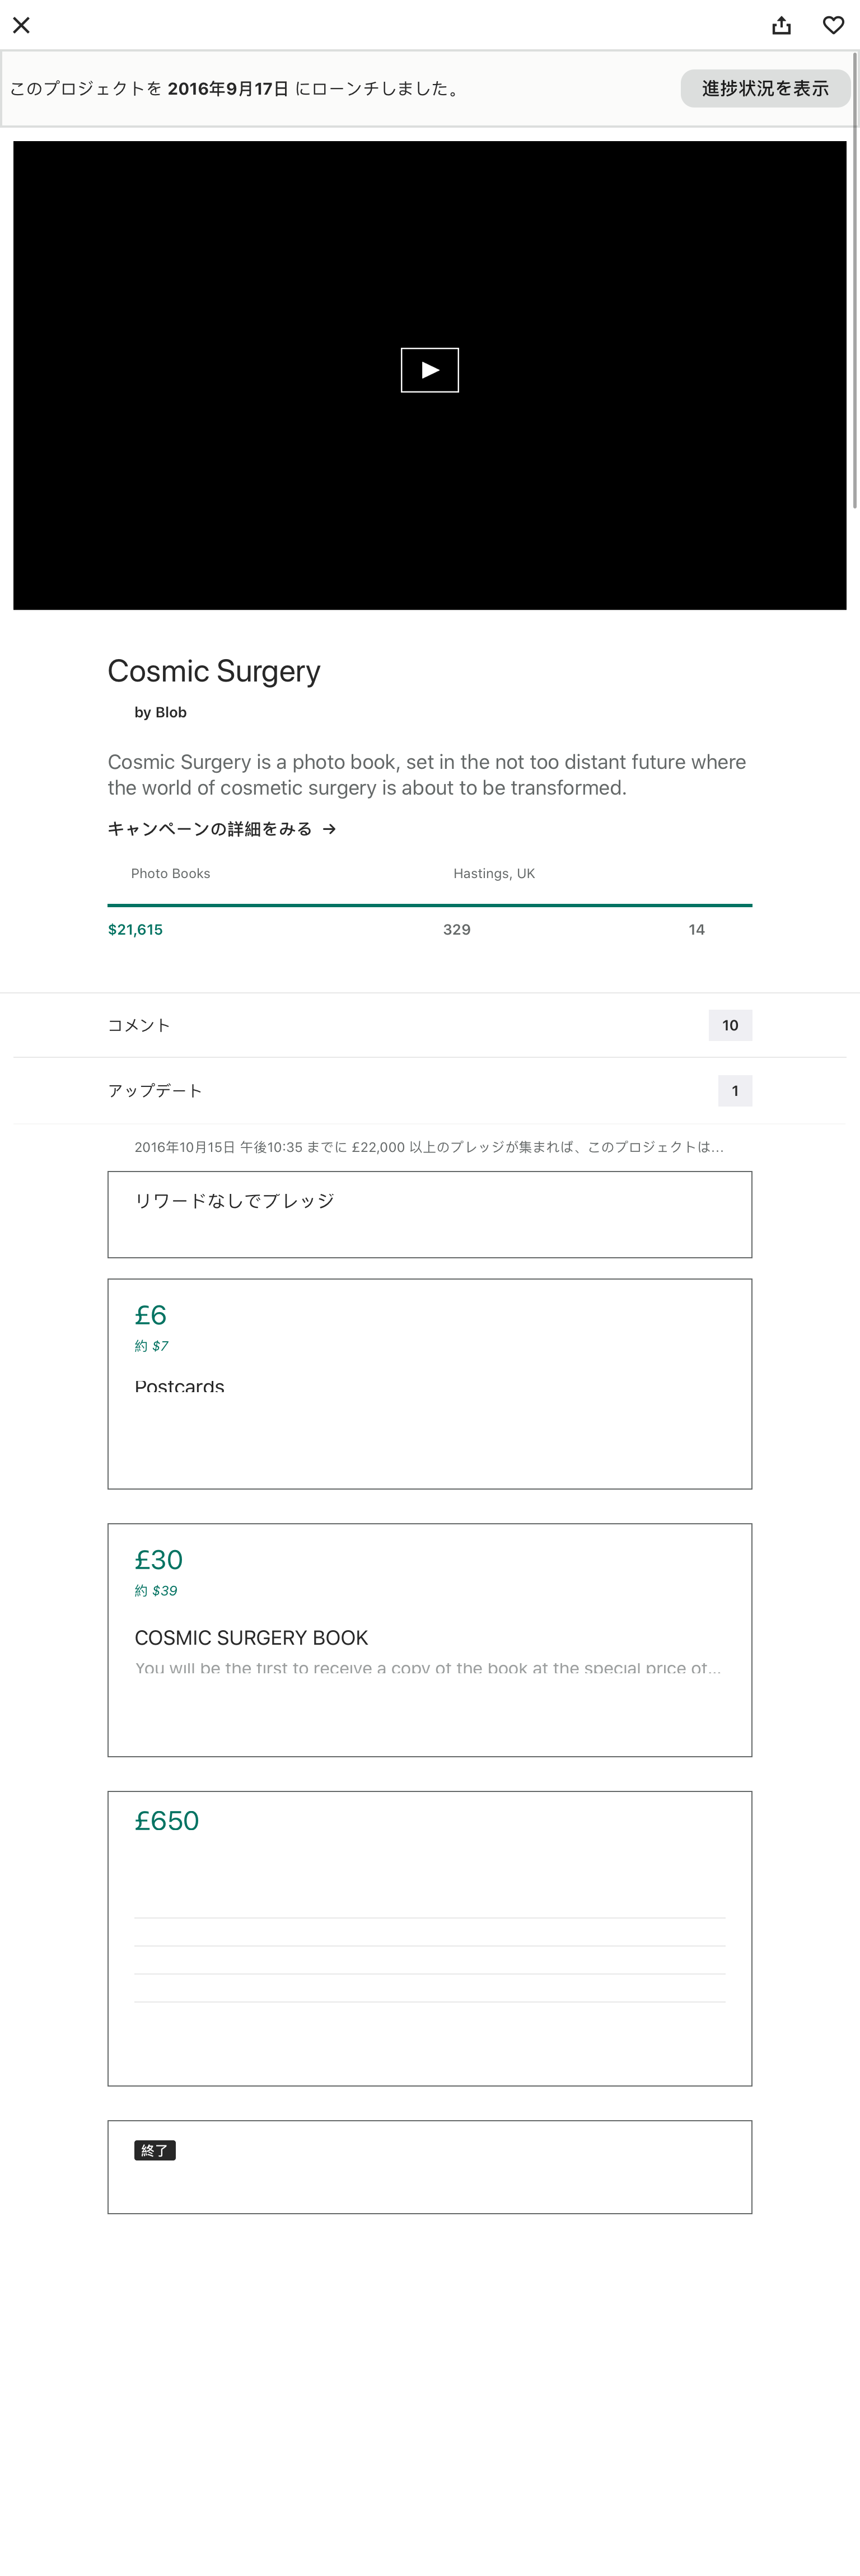 このプロジェクトを 2016年9月17日 にローンチしました。
進捗状況を表示
Cosmic Surgery
by Blob
Cosmic Surgery is a photo book, set in the not too distant future where
the world of cosmetic surgery is about to be transformed.
キャンペーンの詳細をみる →
Photo Books
Hastings, UK
$21,615
329
14
コメント
10
アップデート
1
2016年10月15日 午後10:35 までに £22,000 以上のプレッジが集まれば、このプロジェクトは...
リワードなしでプレッジ
£6
約 $7
Postcards
£30
約 $39
COSMIC SURGERY BOOK
You will be the first to receive a copy of the book at the special price of...
£650
終了